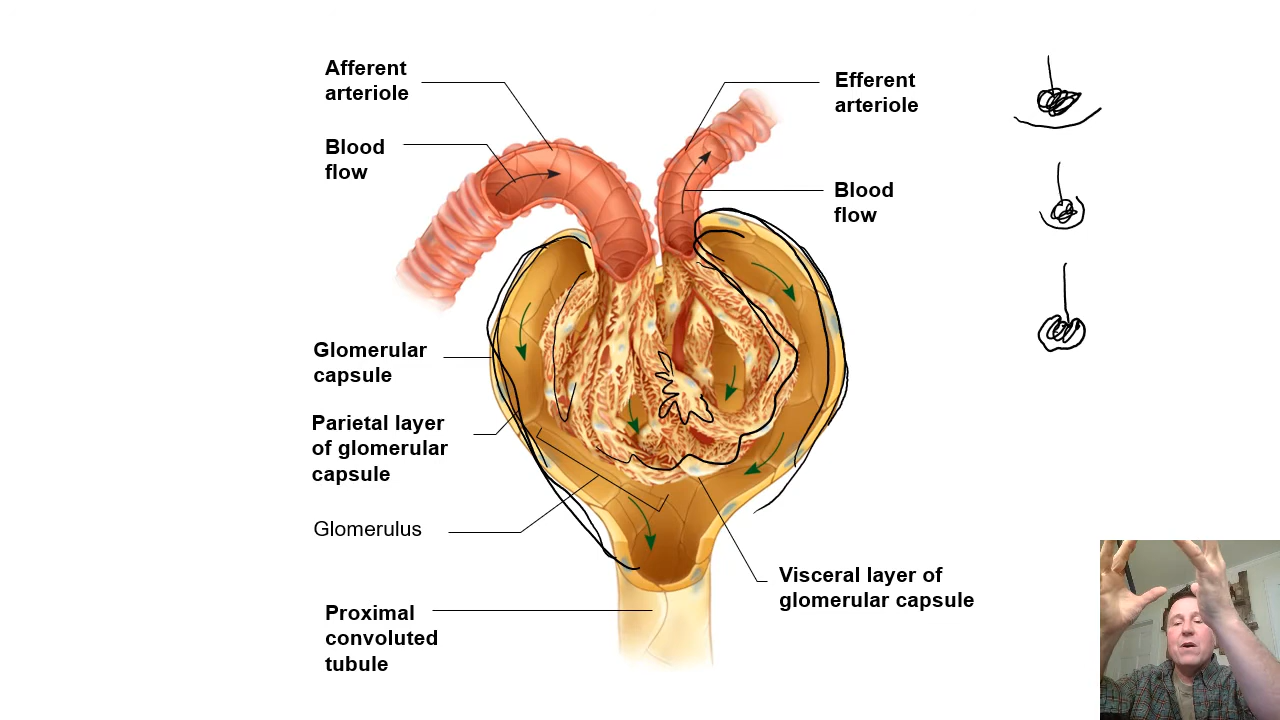 Afferent
arteriole
Blood
flow
Efferent
arteriole
Blood
flow
Glomerular
capsule
Parietal layer
of glomerular
capsule
Glomerulus
Proximal
convoluted
tubule
Visceral layer of
glomerular capsule